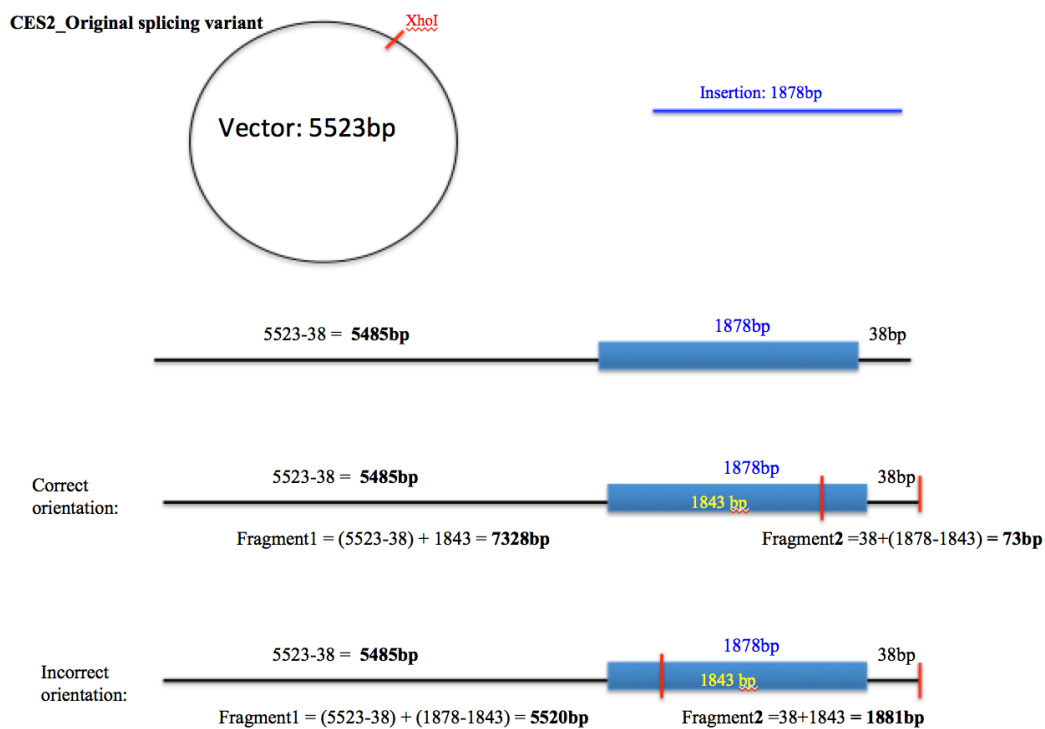 CES2_Original splicing variant
XhoI
Vector: 5523bp
Insertion: 1878bp
5523-38 = 5485bp
1878bp
38bp
Correct
orientation:
5523-38 = 5485bp
1878bp
38bp
1843 bp
Fragment1 = (5523-38) + 1843 = 7328bp
Fragment2 =38+(1878-1843) = 73bp
Incorrect
orientation:
5523-38 = 5485bp
1878bp
38bp
1843 bp
Fragment1 = (5523-38) + (1878-1843) = 5520bp
Fragment2 =38+1843 = 1881bp